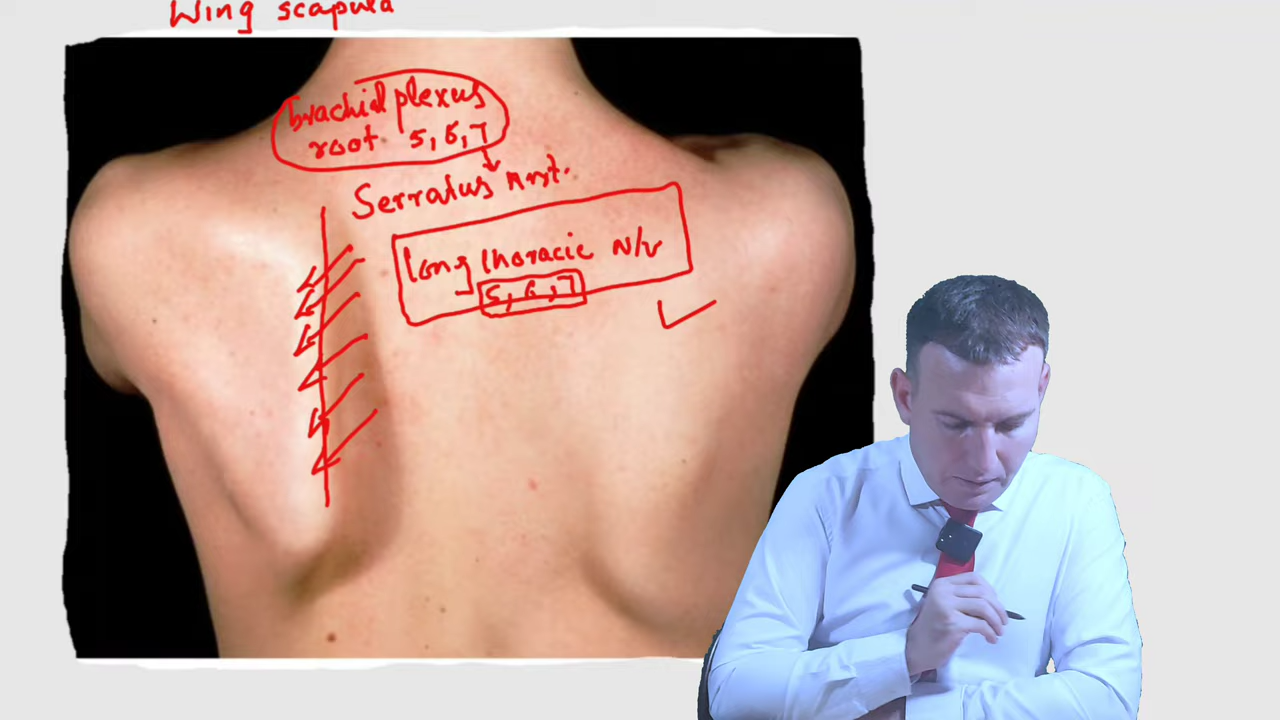 Wing scapula
brachial plexus
root 5, 6, 7
Serratus Ant.
long thoracic N/v
5, 6, 7